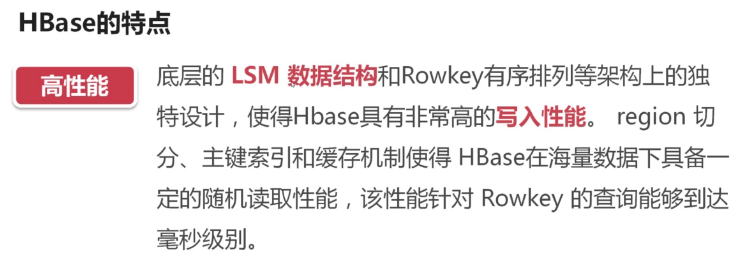 HBase的特点
高性能
底层的 LSM 数据结构和Rowkey有序排列等架构上的独
特设计，使得Hbase具有非常高的写入性能。 region 切
分、主键索引和缓存机制使得 HBase在海量数据下具备一
定的随机读取性能，该性能针对 Rowkey 的查询能够到达
毫秒级别。